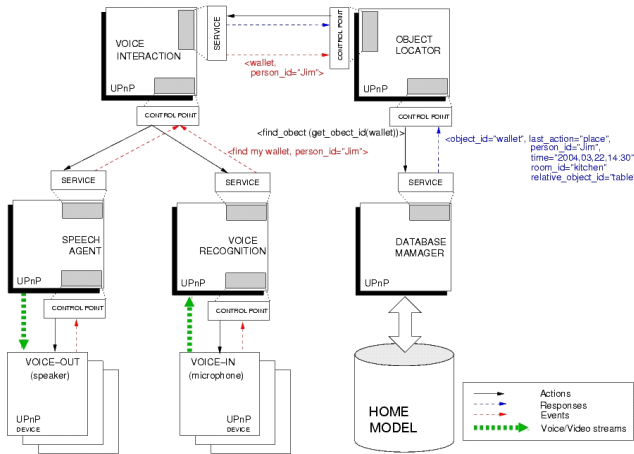 VOICE
INTERACTION
UPnP
SERVICE
CONTROL POINT
OBJECT
LOCATOR
UPnP
<wallet,
person_id="Jim">
CONTROL POINT
CONTROL POINT
<find_obect (get_obect_id(wallet))>
<find my wallet, person_id="Jim">
<object_id="wallet", last_action="place",
person_id="Jim",
time="2004,03,22,14:30"
room_id="kitchen"
relative_object_id="table"
SERVICE
SERVICE
SERVICE
SPEECH
AGENT
UPnP
VOICE
RECOGNITION
UPnP
DATABASE
MANAGER
UPnP
CONTROL POINT
CONTROL POINT
VOICE–OUT
(speaker)
UPnP
DEVICE
VOICE–IN
(microphone)
UPnP
DEVICE
HOME
MODEL
Actions
Responses
Events
Voice/Video streams